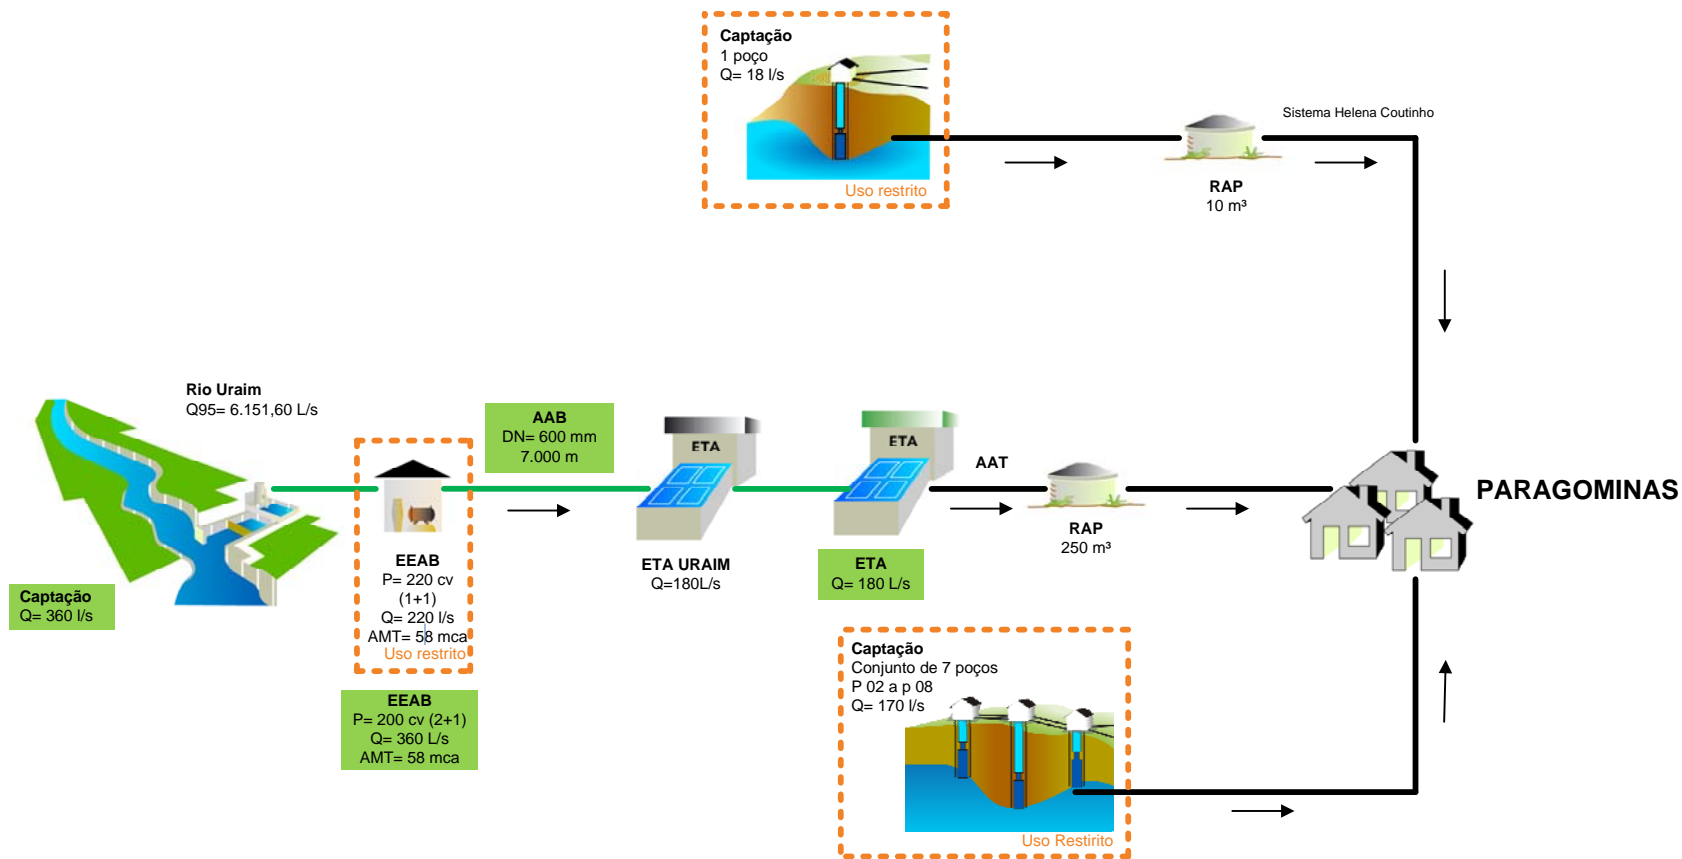 Captação
1 poço
Q= 18 l/s
Uso restrito
Sistema Helena Coutinho
RAP
10 m³
Rio Uraim
Q95= 6.151,60 L/s
Captação
Q= 360 l/s
EEAB
P= 220 cv
(1+1)
Q= 220 l/s
AMT= 58 mca
Uso restrito
EEAB
P= 200 cv (2+1)
Q= 360 L/s
AMT= 58 mca
AAB
DN= 600 mm
7.000 m
ETA
ETA URAIM
Q=180L/s
ETA
ETA
Q= 180 L/s
AAT
RAP
250 m³
PARAGOMINAS
Captação
Conjunto de 7 poços
P 02 a p 08
Q= 170 l/s
Uso Restirito